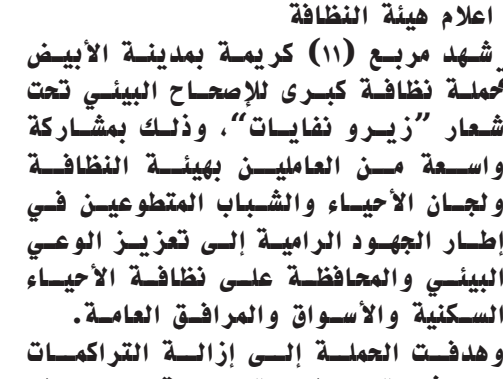 اعلام هيئة النظافة
شهد مربع (١١) كريمة بمدينة الأبيض
حملة نظافة كبرى للإصحاح البيئي تحت
شعار ”زيرو نفايات“، وذلك بمشاركة
واسعة من العاملين بهيئة النظافة
ولجان الأحياء والشباب المتطوعين في
إطار الجهود الرامية إلى تعزيز الوعي
البيئي والمحافظة على نظافة الأحياء
السكنية والأسواق والمرافق العامة.
وهدفت الحملة إلى إزالة التراكمات